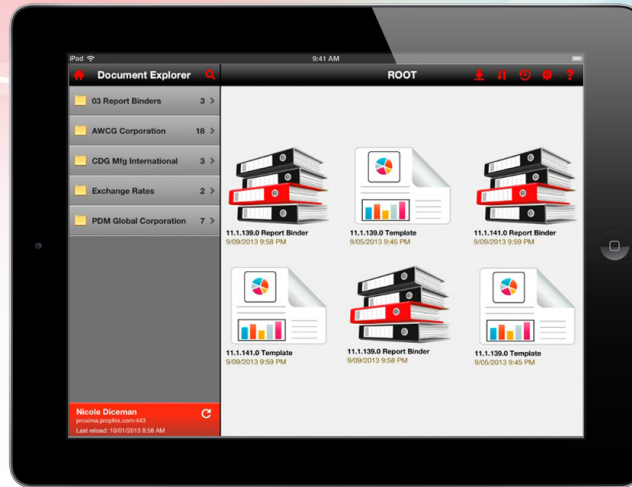 iPad 9:41 AM
Document Explorer
ROOT
?
03 Report Binders 3 >
AWCG Corporation 18 >
CDG Mfg International 3 >
Exchange Rates 2 >
PDM Global Corporation 7 >
11.1.139.0 Report Binder
9/09/2013 9:58 PM
11.1.139.0 Template
9/05/2013 9:45 PM
11.1.141.0 Report Binder
9/09/2013 9:59 PM
11.1.141.0 Template
9/09/2013 9:59 PM
11.1.139.0 Report Binder
9/09/2013 9:58 PM
11.1.139.0 Template
9/05/2013 9:45 PM
Nicole Diceman
proxima.prophix.com:443
Last reload: 10/01/2013 8:58 AM